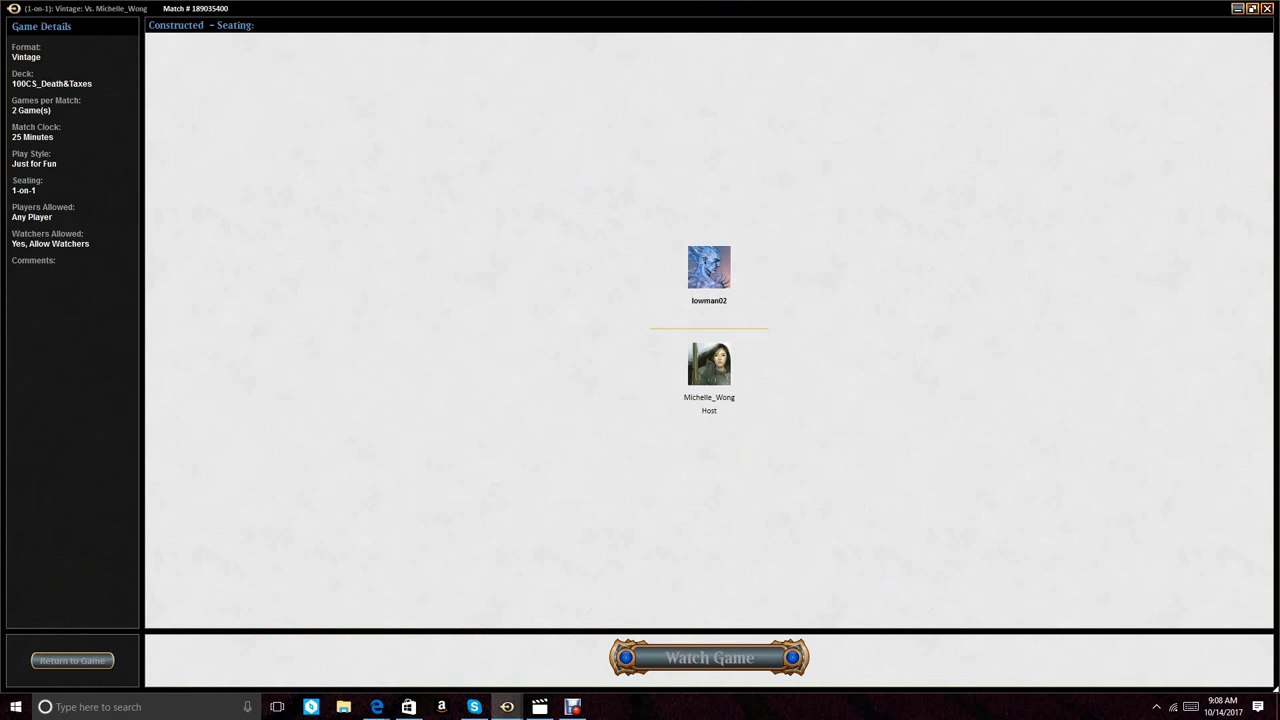 (1-on-1): Vintage: Vs. Michelle_Wong Match # 189035400
Game Details
Format:
Vintage
Deck:
100CS_Death&Taxes
Games per Match:
2 Game(s)
Match Clock:
25 Minutes
Play Style:
Just for Fun
Seating:
1-on-1
Players Allowed:
Any Player
Watchers Allowed:
Yes, Allow Watchers
Comments:
Constructed - Seating:
lowman02
Michelle_Wong
Host
Return to Game
Watch Game
Type here to search
9:08 AM
10/14/2017